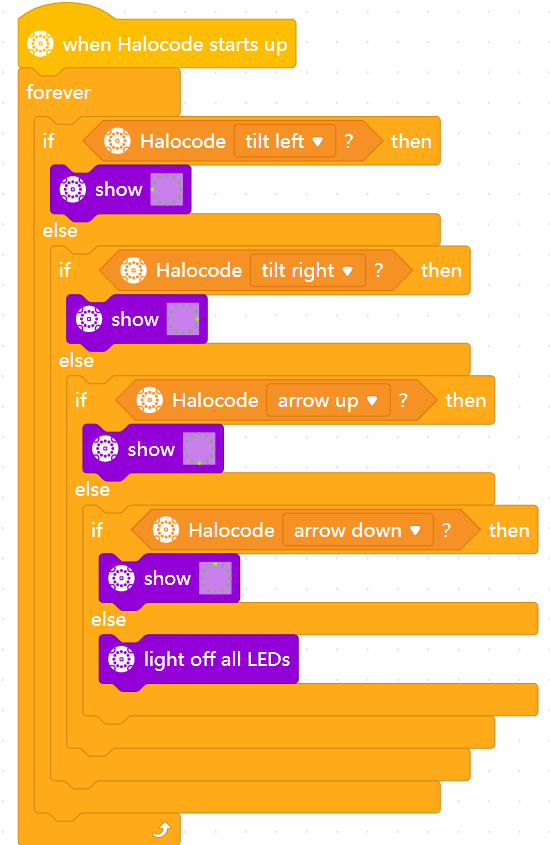 when Halocode starts up
forever
if Halocode tilt left ? then
show
else
if Halocode tilt right ? then
show
else
if Halocode arrow up ? then
show
else
if Halocode arrow down ? then
show
else
light off all LEDs